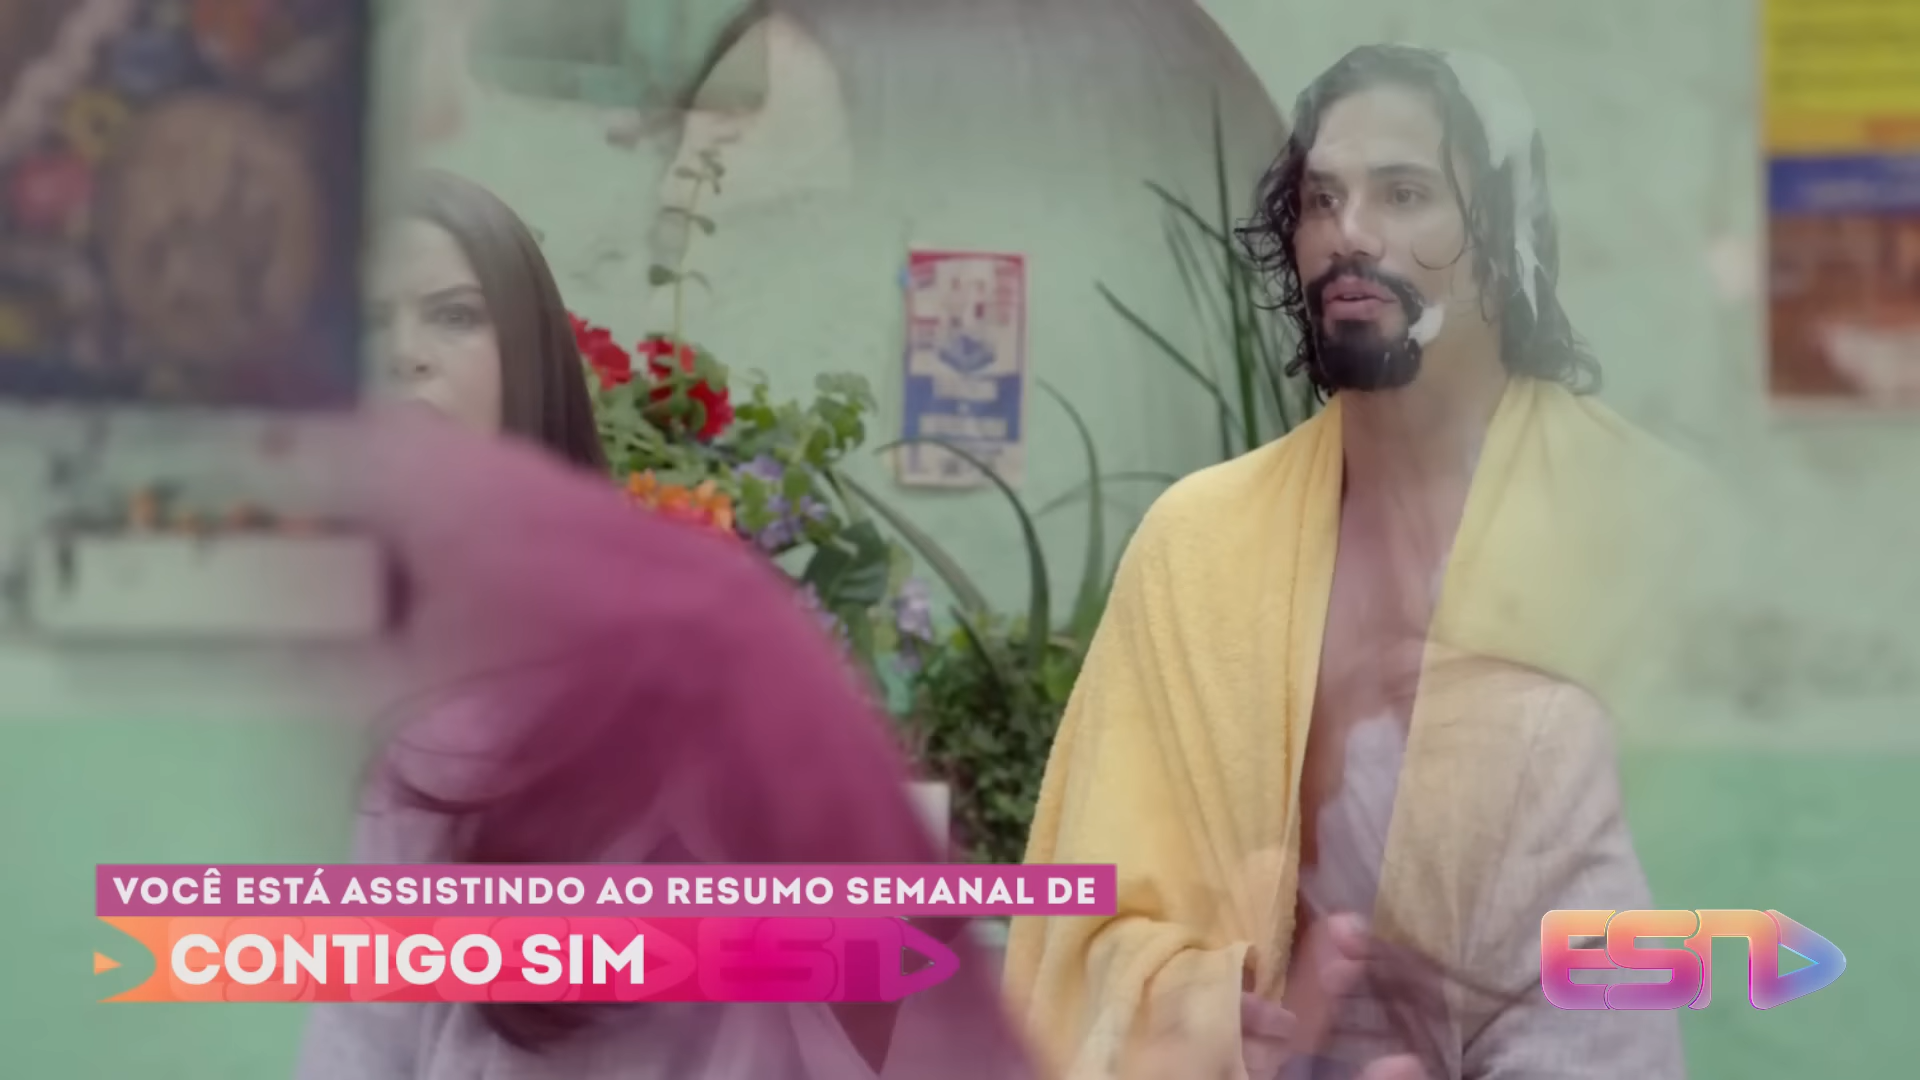 VOCÊ ESTÁ ASSISTINDO AO RESUMO SEMANAL DE
CONTIGO SIM
ESN